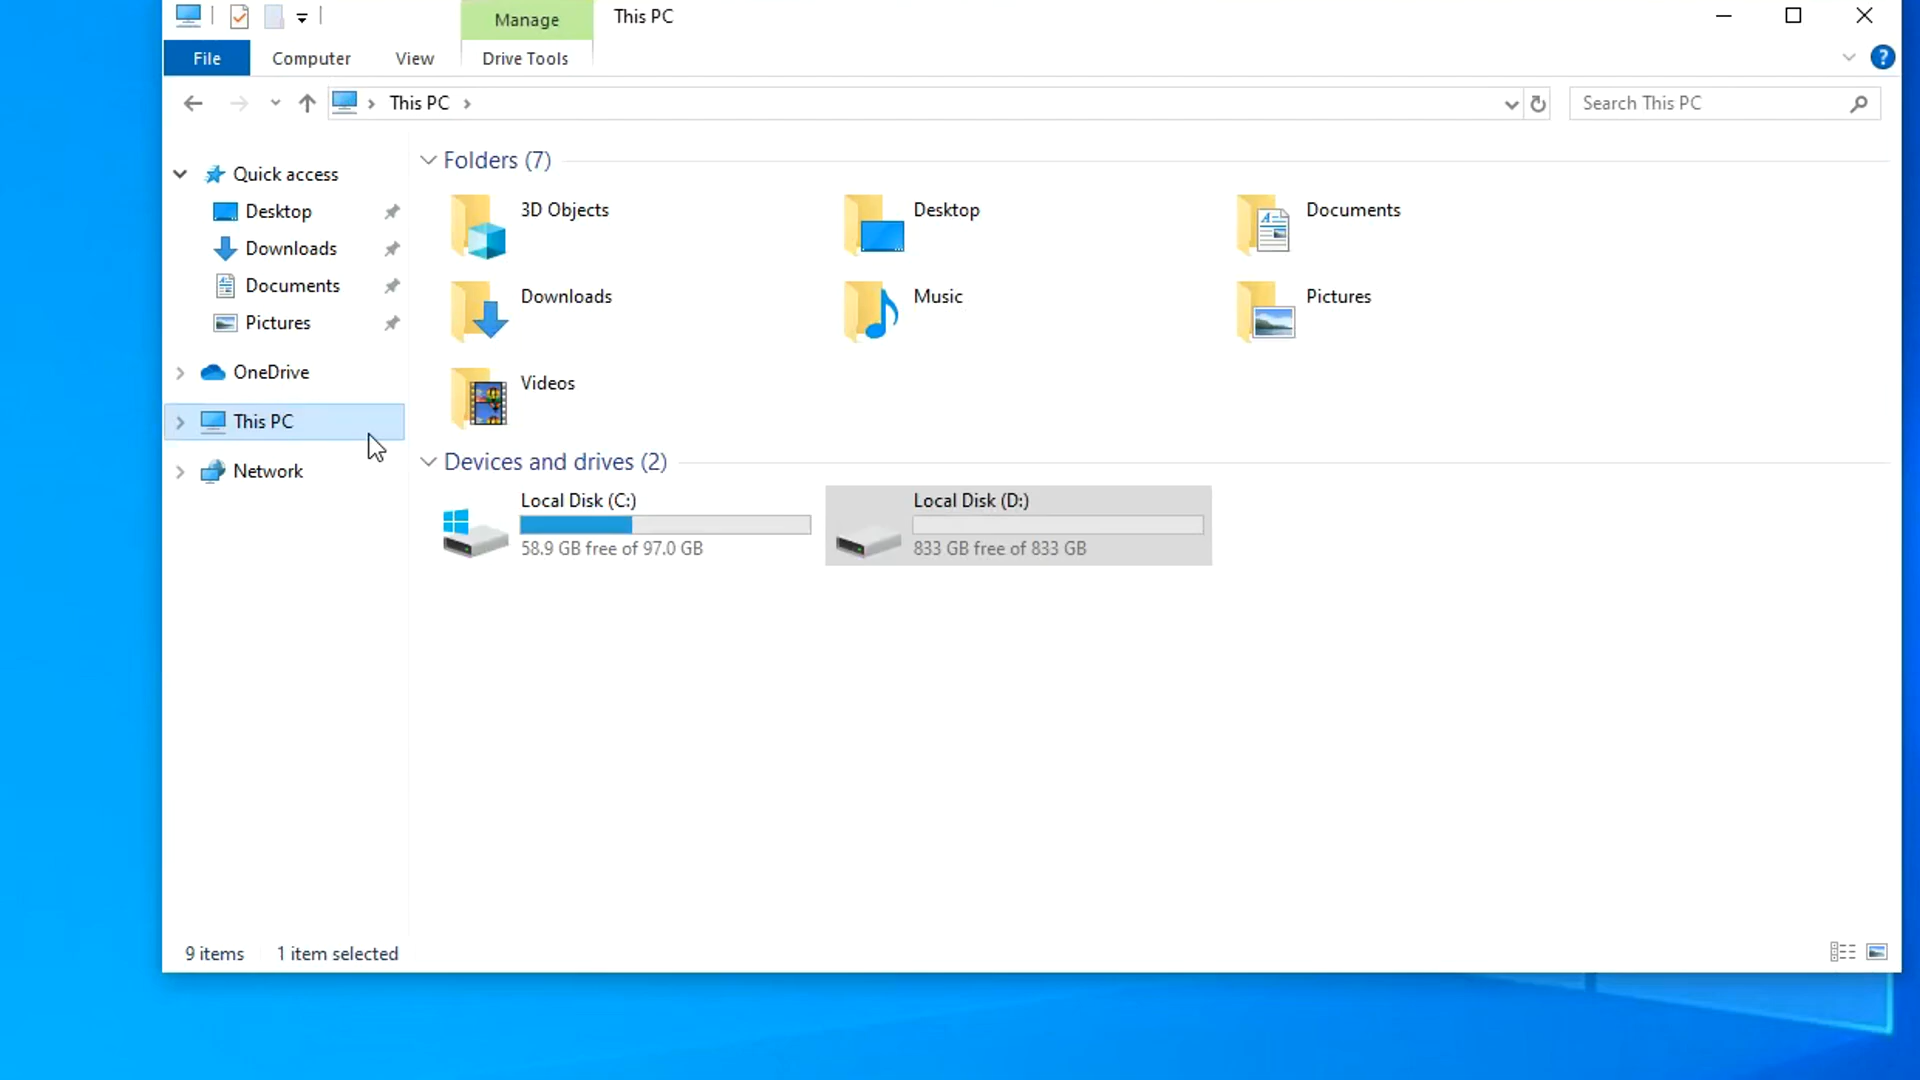 Manage
This PC
File
Computer
View
Drive Tools
This PC
Search This PC
Quick access
Desktop
Downloads
Documents
Pictures
OneDrive
This PC
Network
Folders (7)
3D Objects
Desktop
Documents
Downloads
Music
Pictures
Videos
Devices and drives (2)
Local Disk (C:)
58.9 GB free of 97.0 GB
Local Disk (D:)
833 GB free of 833 GB
9 items
1 item selected